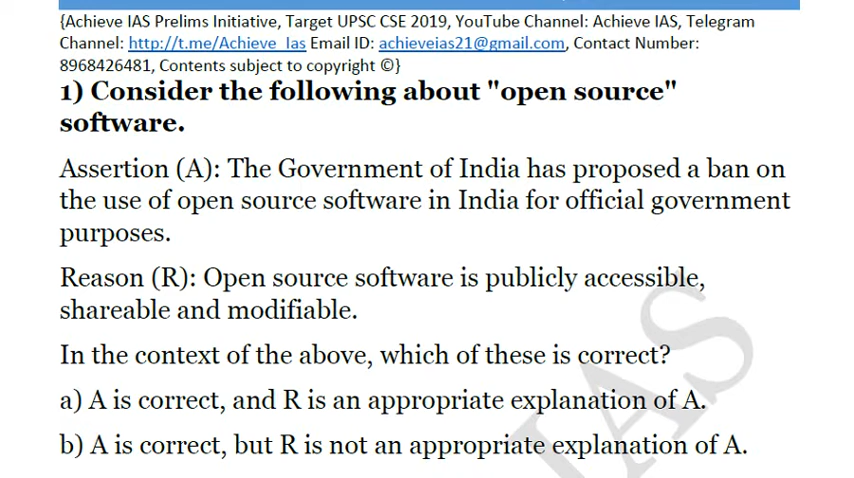 {Achieve IAS Prelims Initiative, Target UPSC CSE 2019, YouTube Channel: Achieve IAS, Telegram
Channel: http://t.me/Achieve_Ias Email ID: achieveias21@gmail.com, Contact Number:
8968426481, Contents subject to copyright ©}
1) Consider the following about "open source"
software.
Assertion (A): The Government of India has proposed a ban on
the use of open source software in India for official government
purposes.
Reason (R): Open source software is publicly accessible,
shareable and modifiable.
In the context of the above, which of these is correct?
a) A is correct, and R is an appropriate explanation of A.
b) A is correct, but R is not an appropriate explanation of A.
IAS